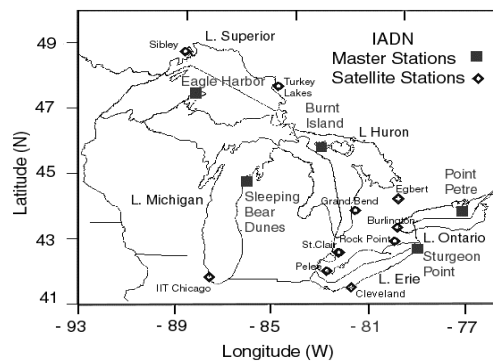 49
47
45
43
41
Latitude (N)
- 93
- 89
- 85
- 81
- 77
Longitude (W)
IADN
Master Stations
Satellite Stations
L. Superior
Sibley
Eagle Harbor
Turkey
Lakes
Burnt
Island
L Huron
Egbert
Point
Petre
L. Michigan
Sleeping
Bear
Dunes
Grand Bend
Burlington
St.Clair
Rock Point
L. Ontario
Sturgeon
Point
Pelee
L. Erie
IIT Chicago
Cleveland